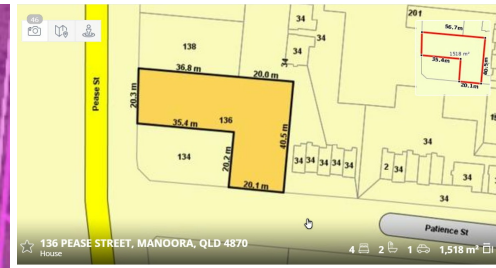 46
201
56.7m
1518 m²
35.4m
40.5m
20.1m
34
34
34
34
138
36.8 m
20.0 m
Pease St
20.3 m
35.4 m
136
40.5 m
134
20.2 m
20.1 m
34 34 34 34 34
34
2 34
34
34
Patience St
136 PEASE STREET, MANOORA, QLD 4870
House
4 2 1 1,518 m²